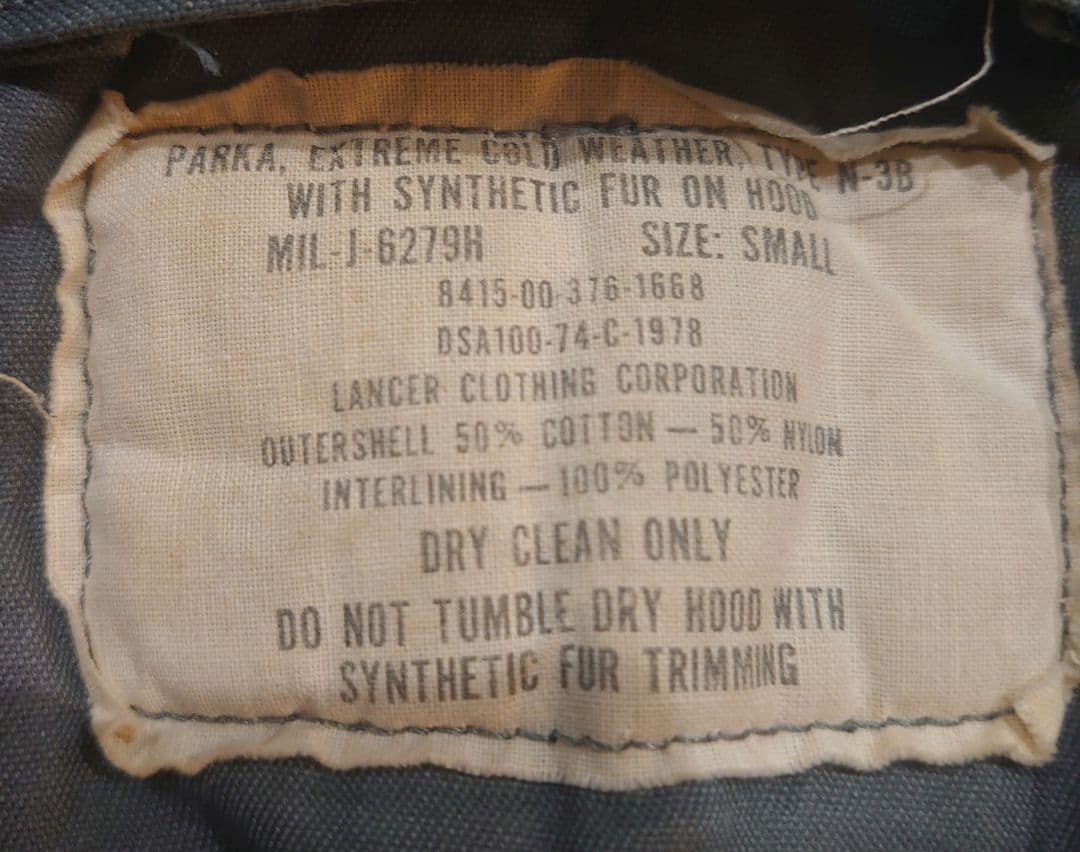 PARKA, EXTREME COLD WEATHER, TYPE N-3B
WITH SYNTHETIC FUR ON HOOD
MIL-J-6279H SIZE: SMALL
8415-00-376-1668
DSA100-74-C-1978
LANCER CLOTHING CORPORATION
OUTERSHELL 50% COTTON — 50% NYLON
INTERLINING — 100% POLYESTER
DRY CLEAN ONLY
DO NOT TUMBLE DRY HOOD WITH
SYNTHETIC FUR TRIMMING